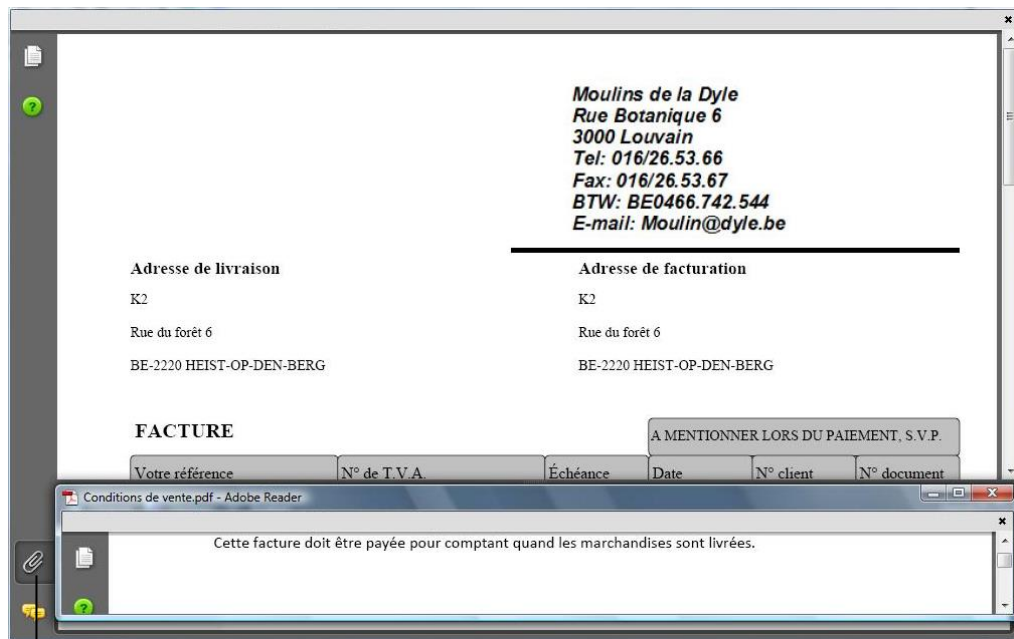 Moulins de la Dyle
Rue Botanique 6
3000 Louvain
Tel: 016/26.53.66
Fax: 016/26.53.67
BTW: BE0466.742.544
E-mail: Moulin@dyle.be
Adresse de livraison
K2
Rue du forêt 6
BE-2220 HEIST-OP-DEN-BERG
Adresse de facturation
K2
Rue du forêt 6
BE-2220 HEIST-OP-DEN-BERG
FACTURE
A MENTIONNER LORS DU PAIEMENT, S.V.P.
Votre référence N° de T.V.A. Échéance Date N° client N° document
Conditions de vente.pdf - Adobe Reader
Cette facture doit être payée pour comptant quand les marchandises sont livrées.